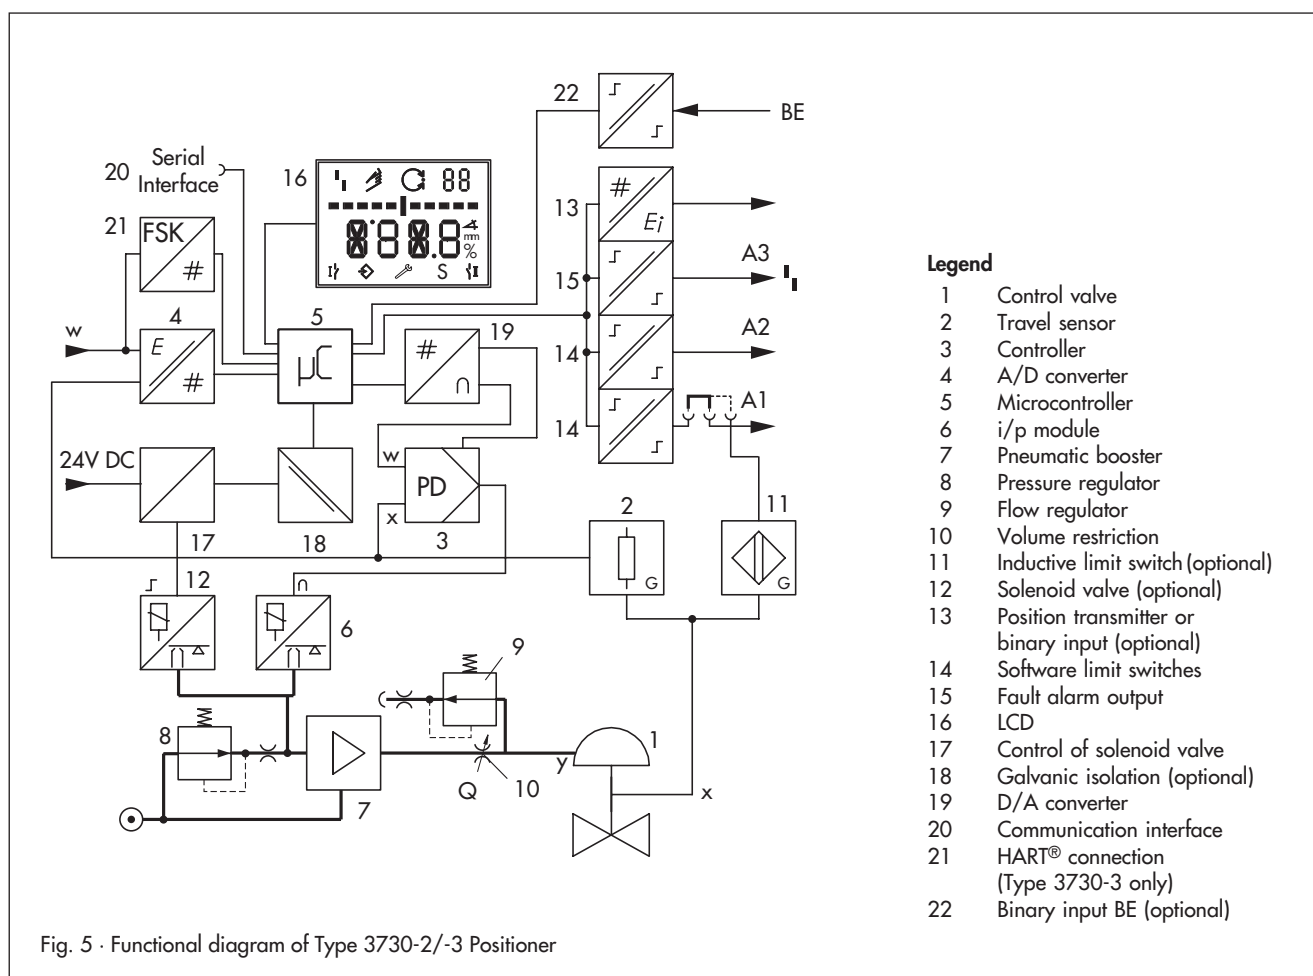 22
BE
Serial
20
Interface
16
88
13
#
Ei
21
FSK
#
mm
%
S
15
A3
w
4
E
#
5
µC
19
#
14
A2
14
A1
24V DC
w
PD
x
3
2
G
11
G
17
18
12
6
9
8
7
Q
10
y
1
x
Legend
1 Control valve
2 Travel sensor
3 Controller
4 A/D converter
5 Microcontroller
6 i/p module
7 Pneumatic booster
8 Pressure regulator
9 Flow regulator
10 Volume restriction
11 Inductive limit switch (optional)
12 Solenoid valve (optional)
13 Position transmitter or
binary input (optional)
14 Software limit switches
15 Fault alarm output
16 LCD
17 Control of solenoid valve
18 Galvanic isolation (optional)
19 D/A converter
20 Communication interface
21 HART® connection
(Type 3730-3 only)
22 Binary input BE (optional)
Fig. 5 · Functional diagram of Type 3730-2/-3 Positioner